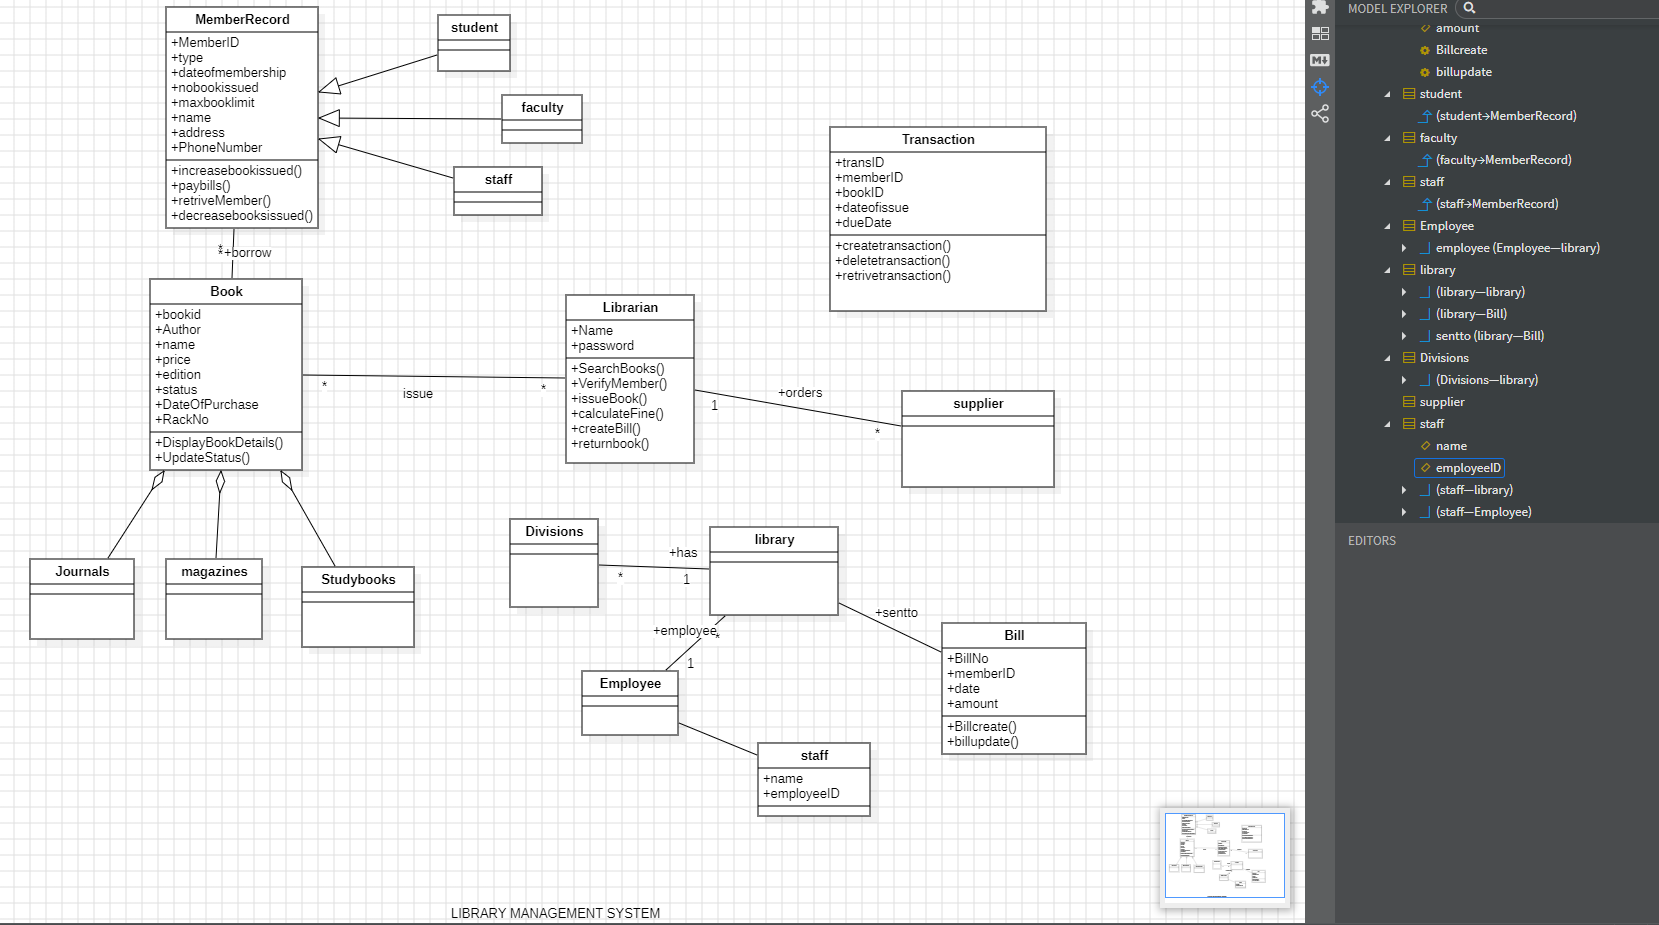 MemberRecord
+MemberID
+type
+dateofmembership
+nobookissued
+maxbooklimit
+name
+address
+PhoneNumber
+increasebookissued()
+paybills()
+retriveMember()
+decreasebooksissued()
student
faculty
staff
*
*+borrow
Transaction
+transID
+memberID
+bookID
+dateofissue
+dueDate
+createtransaction()
+deletetransaction()
+retrivetransaction()
Book
+bookid
+Author
+name
+price
+edition
+status
+DateOfPurchase
+RackNo
+DisplayBookDetails()
+UpdateStatus()
*
issue
*
Librarian
+Name
+password
+SearchBooks()
+VerifyMember()
+issueBook()
+calculateFine()
+createBill()
+returnbook()
+orders
1
*
supplier
Journals
magazines
Studybooks
Divisions
+has
*
1
library
+sentto
+employee
*
1
Employee
Bill
+BillNo
+memberID
+date
+amount
+Billcreate()
+billupdate()
staff
+name
+employeeID
LIBRARY MANAGEMENT SYSTEM
M
MODEL EXPLORER
amount
Billcreate
billupdate
student
(student→MemberRecord)
faculty
(faculty→MemberRecord)
staff
(staff→MemberRecord)
Employee
employee (Employee—library)
library
(library—library)
(library—Bill)
sentto (library—Bill)
Divisions
(Divisions—library)
supplier
staff
name
employeeID
(staff—library)
(staff—Employee)
EDITORS